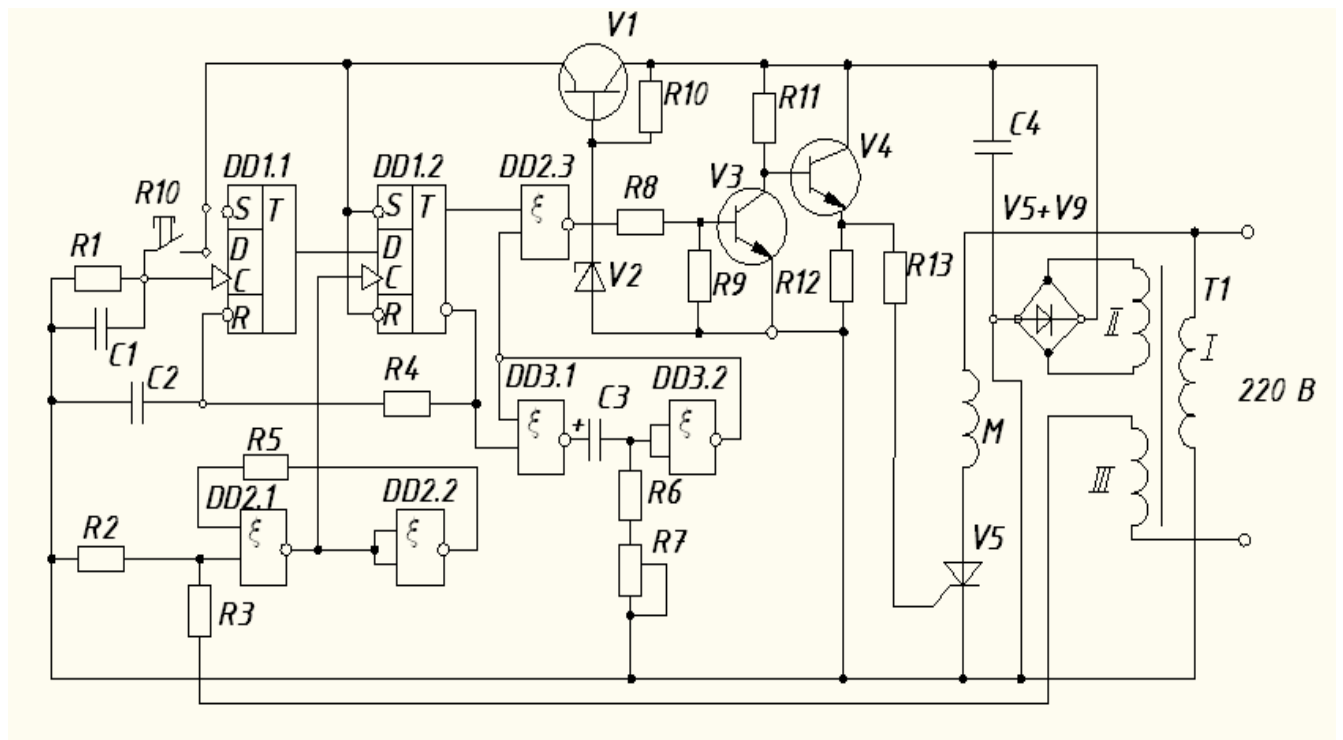 V1
R10
R11
C4
DD1.1
DD1.2
DD2.3
V4
R10
S T
S T
ξ
R8
V3
V5+V9
R1
D
D
C
C
V2
R9
R12
R13
T1
R
R
II
I
C1
C2
R4
DD3.1
C3
DD3.2
220 В
ξ
+
ξ
M
R5
DD2.1
DD2.2
R6
III
R2
ξ
ξ
R7
V5
R3